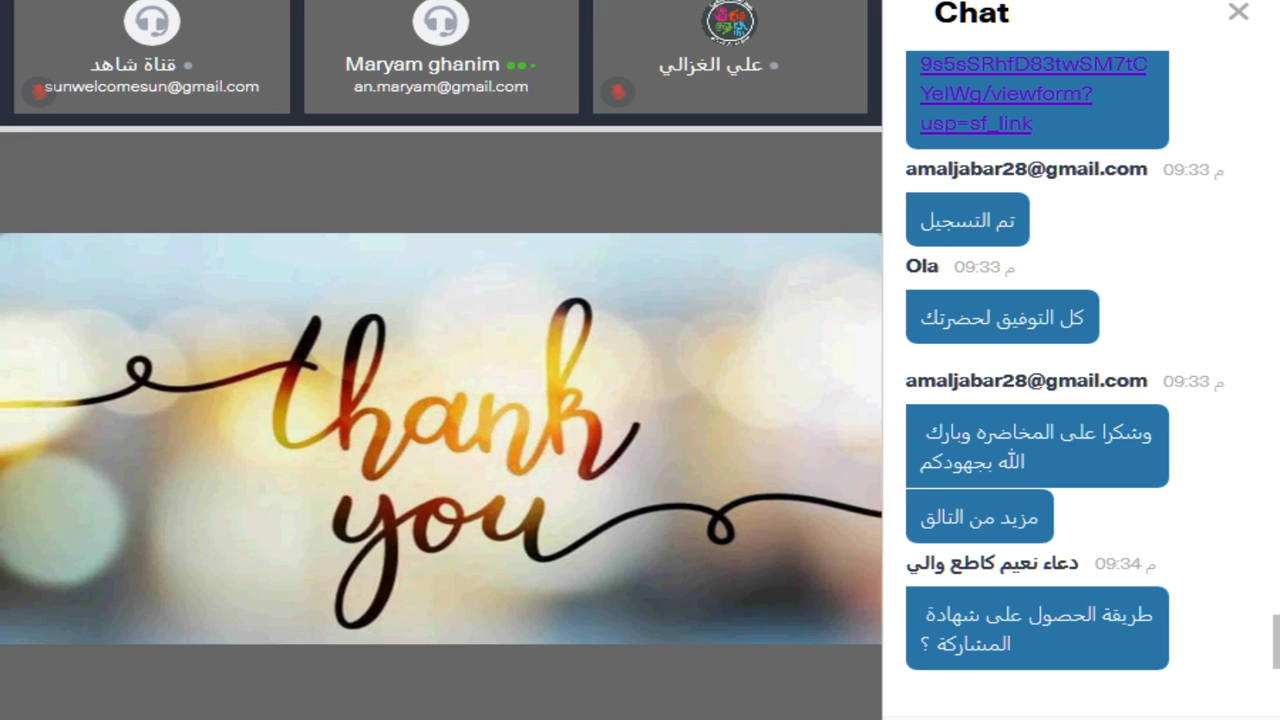 قناة شاهد
sunwelcomesun@gmail.com
Maryam ghanim
an.maryam@gmail.com
علي الغزالي
thank
you
Chat
9s5sSRhfD83twSM7tC
YelWg/viewform?
usp=sf_link
amaljabar28@gmail.com 09:33 م
تم التسجيل
Ola 09:33 م
كل التوفيق لحضرتك
amaljabar28@gmail.com 09:33 م
وشكرا على المخاضره وبارك
الله بجهودكم
مزيد من التالق
دعاء نعيم كاطع والي 09:34 م
طريقة الحصول على شهادة
المشاركة ؟